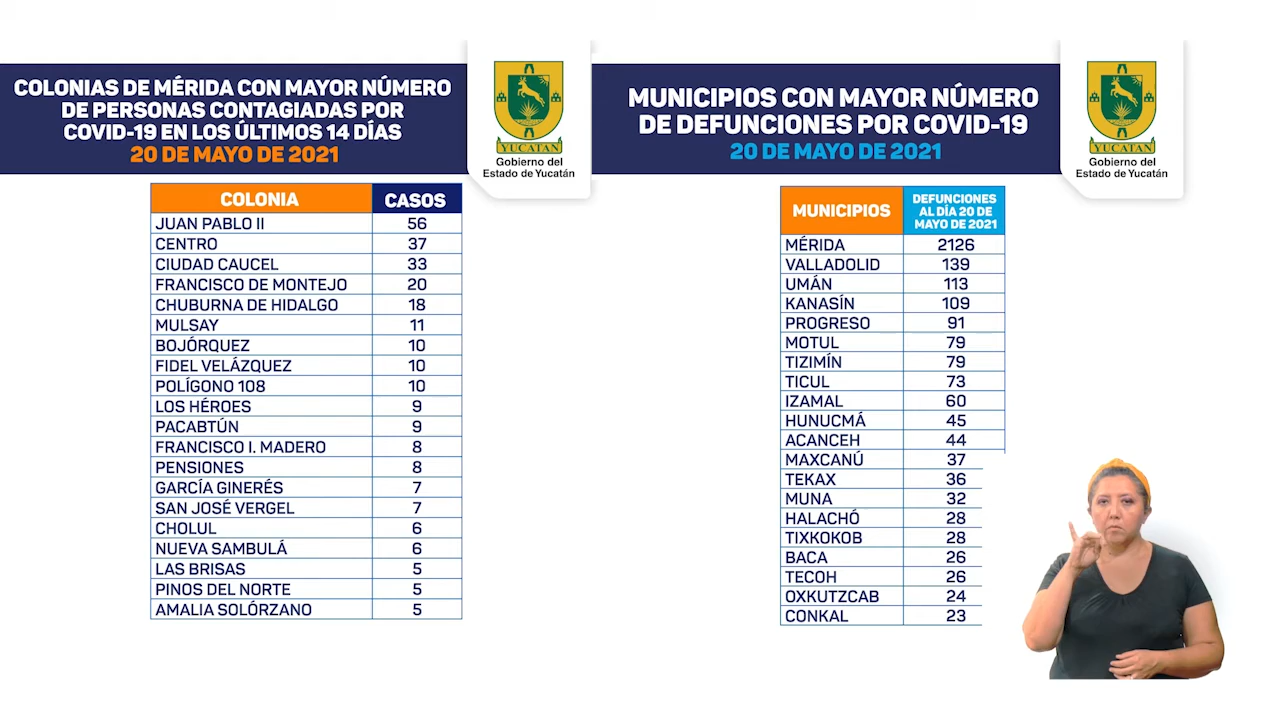 COLONIAS DE MÉRIDA CON MAYOR NÚMERO
DE PERSONAS CONTAGIADAS POR
COVID-19 EN LOS ÚLTIMOS 14 DÍAS
20 DE MAYO DE 2021
YUCATÁN
Gobierno del
Estado de Yucatán
COLONIA CASOS
JUAN PABLO II 56
CENTRO 37
CIUDAD CAUCEL 33
FRANCISCO DE MONTEJO 20
CHUBURNA DE HIDALGO 18
MULSAY 11
BOJÓRQUEZ 10
FIDEL VELÁZQUEZ 10
POLÍGONO 108 10
LOS HÉROES 9
PACABTÚN 9
FRANCISCO I. MADERO 8
PENSIONES 8
GARCÍA GINERÉS 7
SAN JOSÉ VERGEL 7
CHOLUL 6
NUEVA SAMBULÁ 6
LAS BRISAS 5
PINOS DEL NORTE 5
AMALIA SOLÓRZANO 5
MUNICIPIOS CON MAYOR NÚMERO
DE DEFUNCIONES POR COVID-19
20 DE MAYO DE 2021
YUCATÁN
Gobierno del
Estado de Yucatán
MUNICIPIOS
DEFUNCIONES
AL DÍA 20 DE
MAYO DE 2021
MÉRIDA 2126
VALLADOLID 139
UMÁN 113
KANASÍN 109
PROGRESO 91
MOTUL 79
TIZIMÍN 79
TICUL 73
IZAMAL 60
HUNUCMÁ 45
ACANCEH 44
MAXCANÚ 37
TEKAX 36
MUNA 32
HALACHÓ 28
TIXKOKOB 28
BACA 26
TECOH 26
OXKUTZCAB 24
CONKAL 23